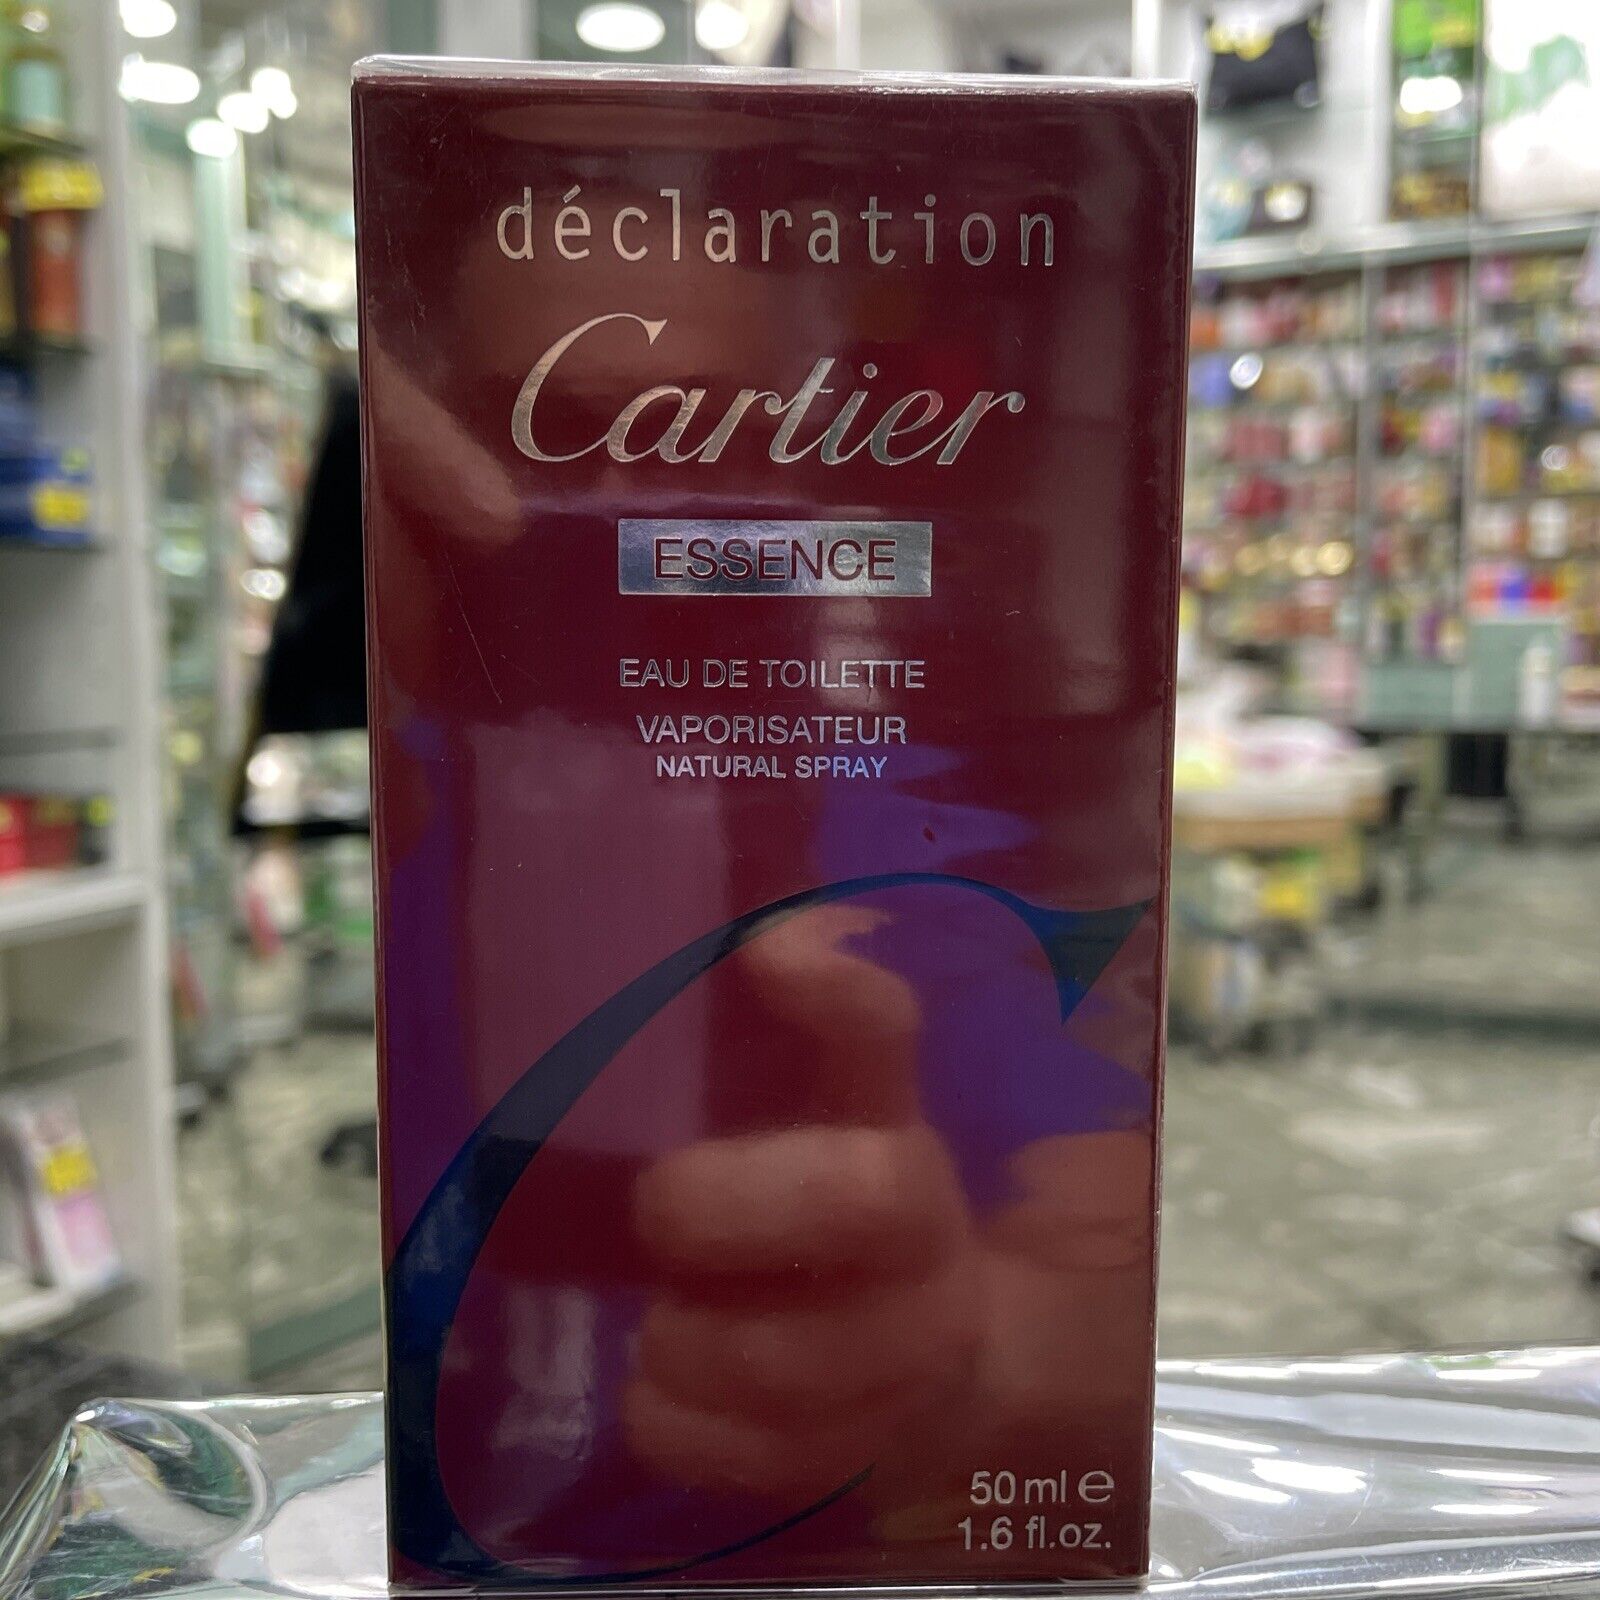 déclaration
Cartier
ESSENCE
EAU DE TOILETTE
VAPORISATEUR
NATURAL SPRAY
50 ml ℮
1.6 fl.oz.